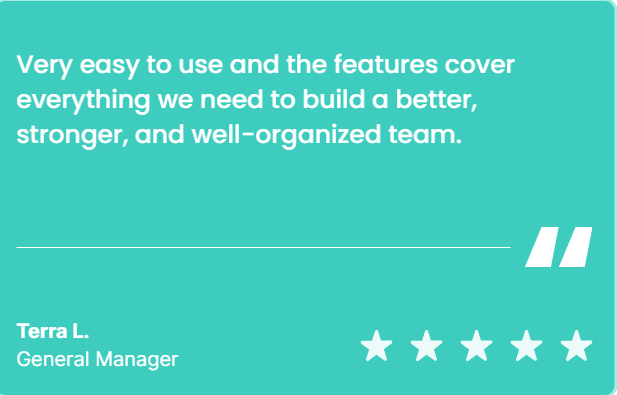 Very easy to use and the features cover
everything we need to build a better,
stronger, and well-organized team.
Terra L.
General Manager